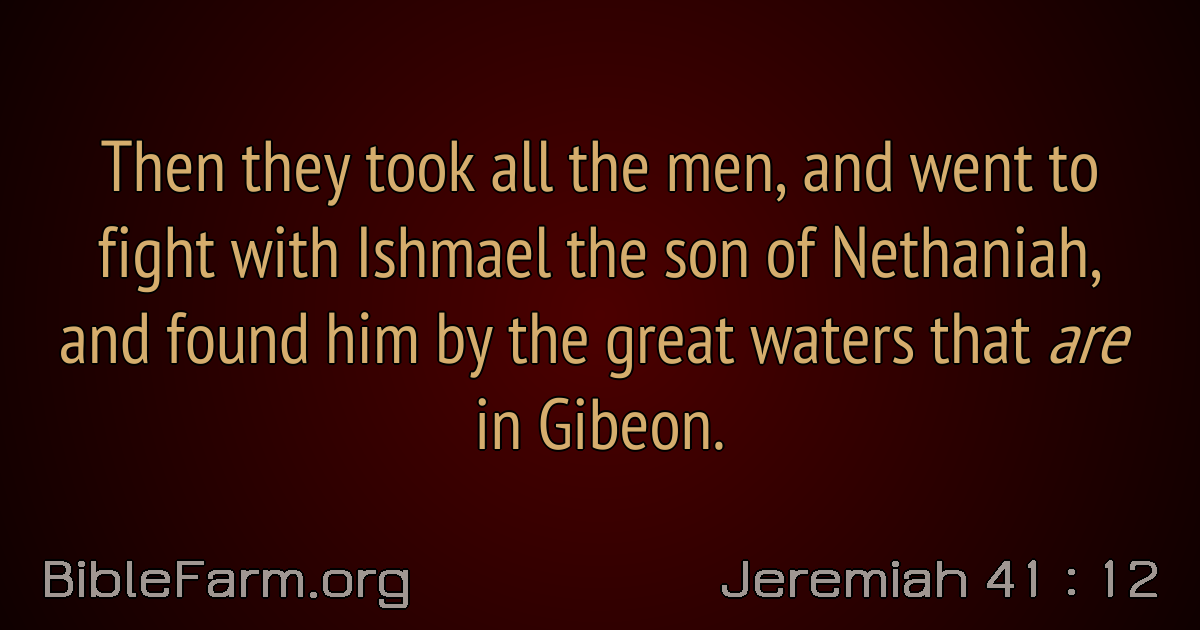 Then they took all the men, and went to
fight with Ishmael the son of Nethaniah,
and found him by the great waters that are
in Gibeon.
BibleFarm.org
Jeremiah 41 : 12